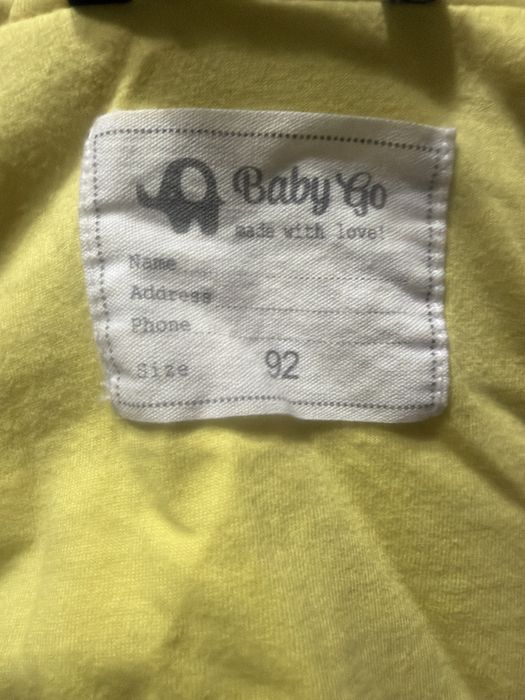 Baby Go
made with love!
Name
Address
Phone
Size 92